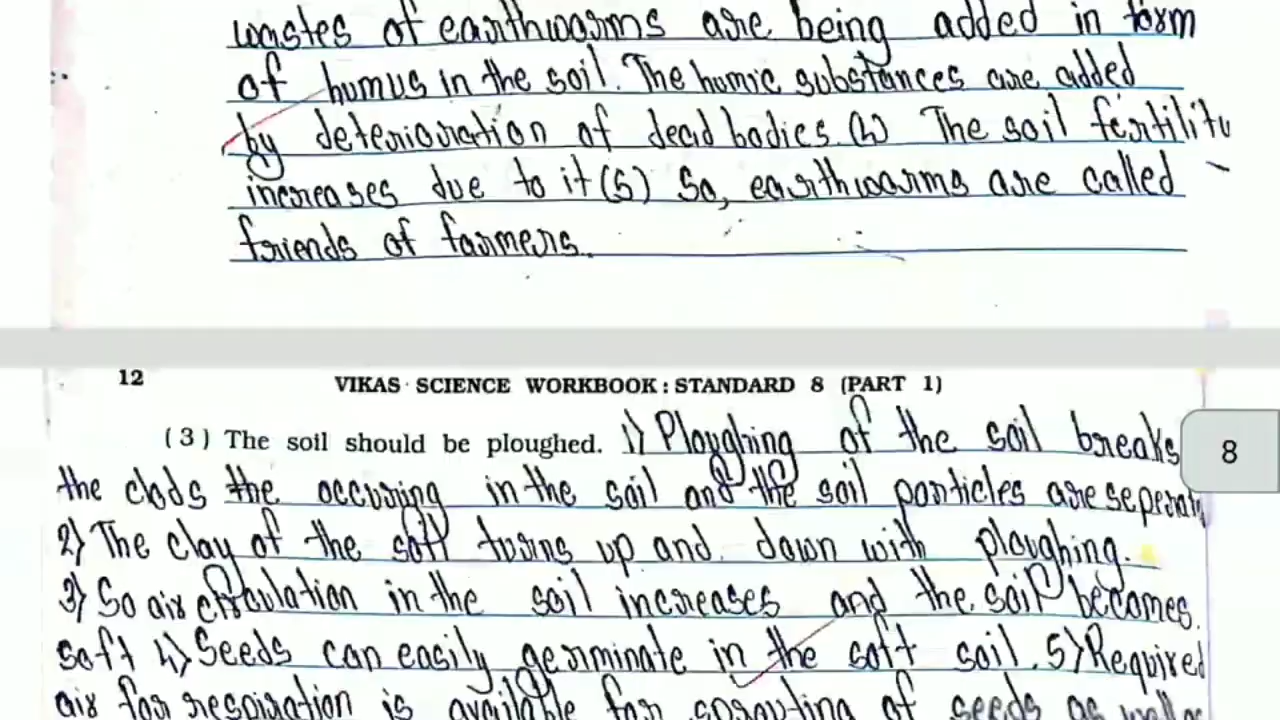 wastes of earthwarms are being added in form
of humus in the soil. The humic substances are added
by deterioration of dead bodies. (4) The soil fertility
increases due to it (5) So, earthwarms are called
friends of farmers.
12
VIKAS SCIENCE WORKBOOK : STANDARD 8 (PART 1)
(3) The soil should be ploughed. 1) Ploughing of the soil breaks
8
the clods the occuring in the soil and the soil particles are seperate
2) The clay of the soil turns up and down with ploughing.
3) So air circulation in the soil increases and the soil becomes
soft 4) Seeds can easily germinate in the soft soil. 5) Required
air for respiration is available for sprouting of seeds as well as